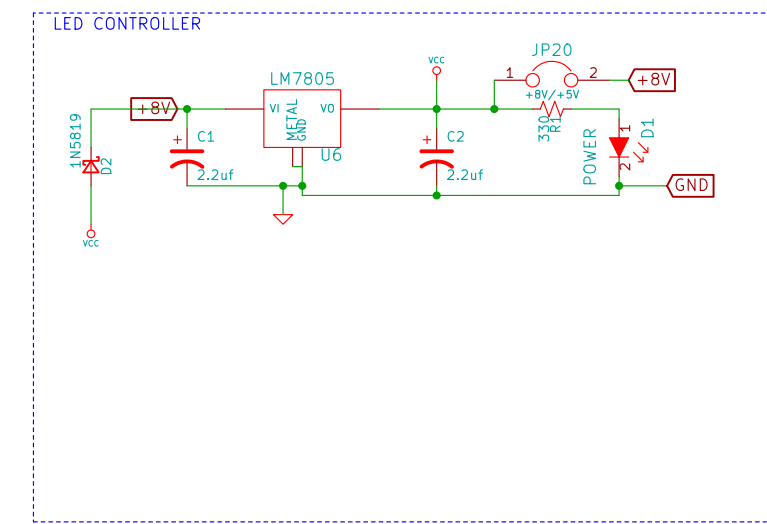 LED CONTROLLER
vcc
JP20
1
2
+8V
+8V/+5V
LM7805
+8V
VI
METAL
GND
VO
U6
1N5819
D2
+
C1
2.2uf
+
C2
2.2uf
330
R1
POWER
1
D1
2
GND
vcc